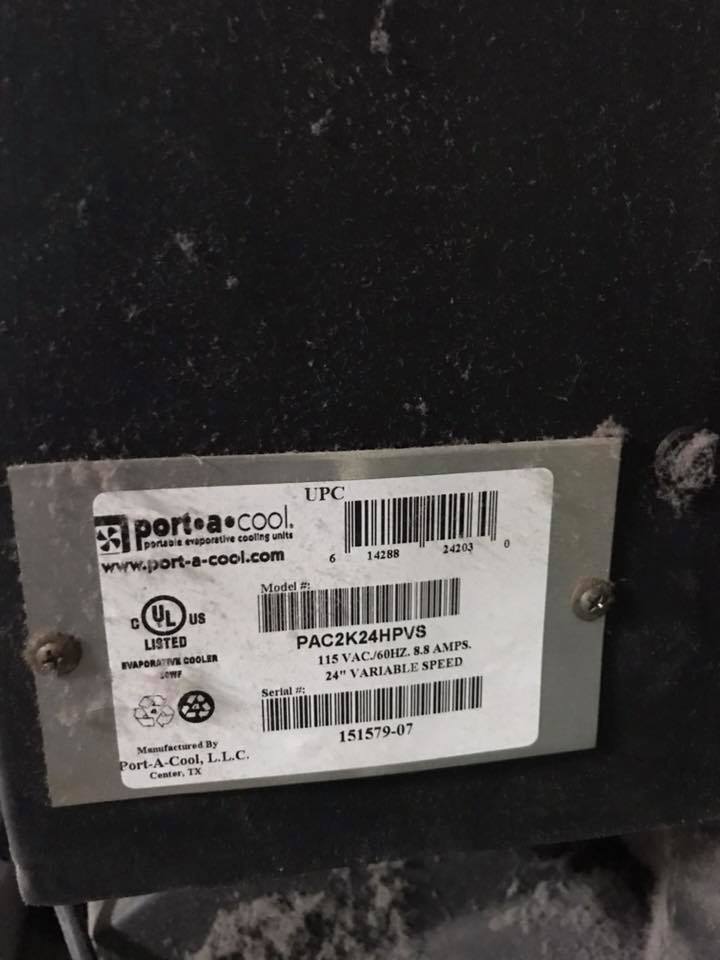 UPC
port•a•cool.
portable evaporative cooling units
www.port-a-cool.com
6 14288 24203 0
Model #:
C UL US
LISTED
EVAPORATIVE COOLER
PAC2K24HPVS
115 VAC./60HZ. 8.8 AMPS.
24" VARIABLE SPEED
Serial #:
151579-07
Manufactured By
Port-A-Cool, L.L.C.
Center, TX